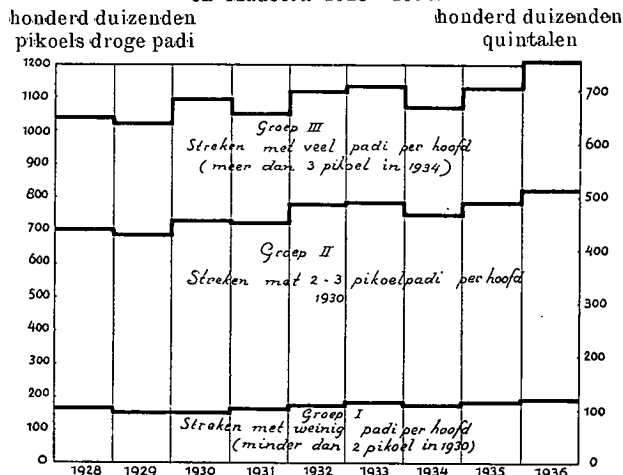 honderd duizenden
pikoels droge padi
honderd duizenden
quintalen
1200
1100
1000
900
800
700
600
500
400
300
200
100
0
700
600
500
400
300
200
100
0
Groep III
Streken met veel padi per hoofd
(meer dan 3 pikoel in 1934)
Groep II
Streken met 2-3 pikoel padi per hoofd
1930
Groep I
Streken met weinig padi per hoofd
(minder dan 2 pikoel in 1930)
1928 1929 1930 1931 1932 1933 1934 1935 1936